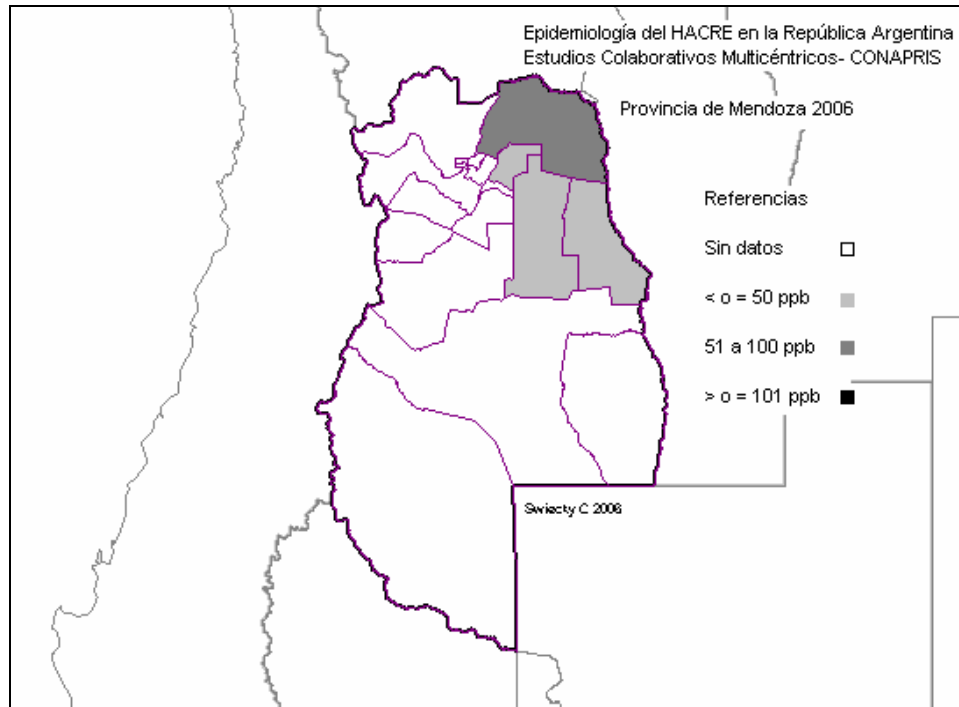 Epidemiología del HACRE en la República Argentina
Estudios Colaborativos Multicéntricos- CONAPRIS
Provincia de Mendoza 2006
Referencias
Sin datos
< o = 50 ppb
51 a 100 ppb
> o = 101 ppb
Swiecky C 2006